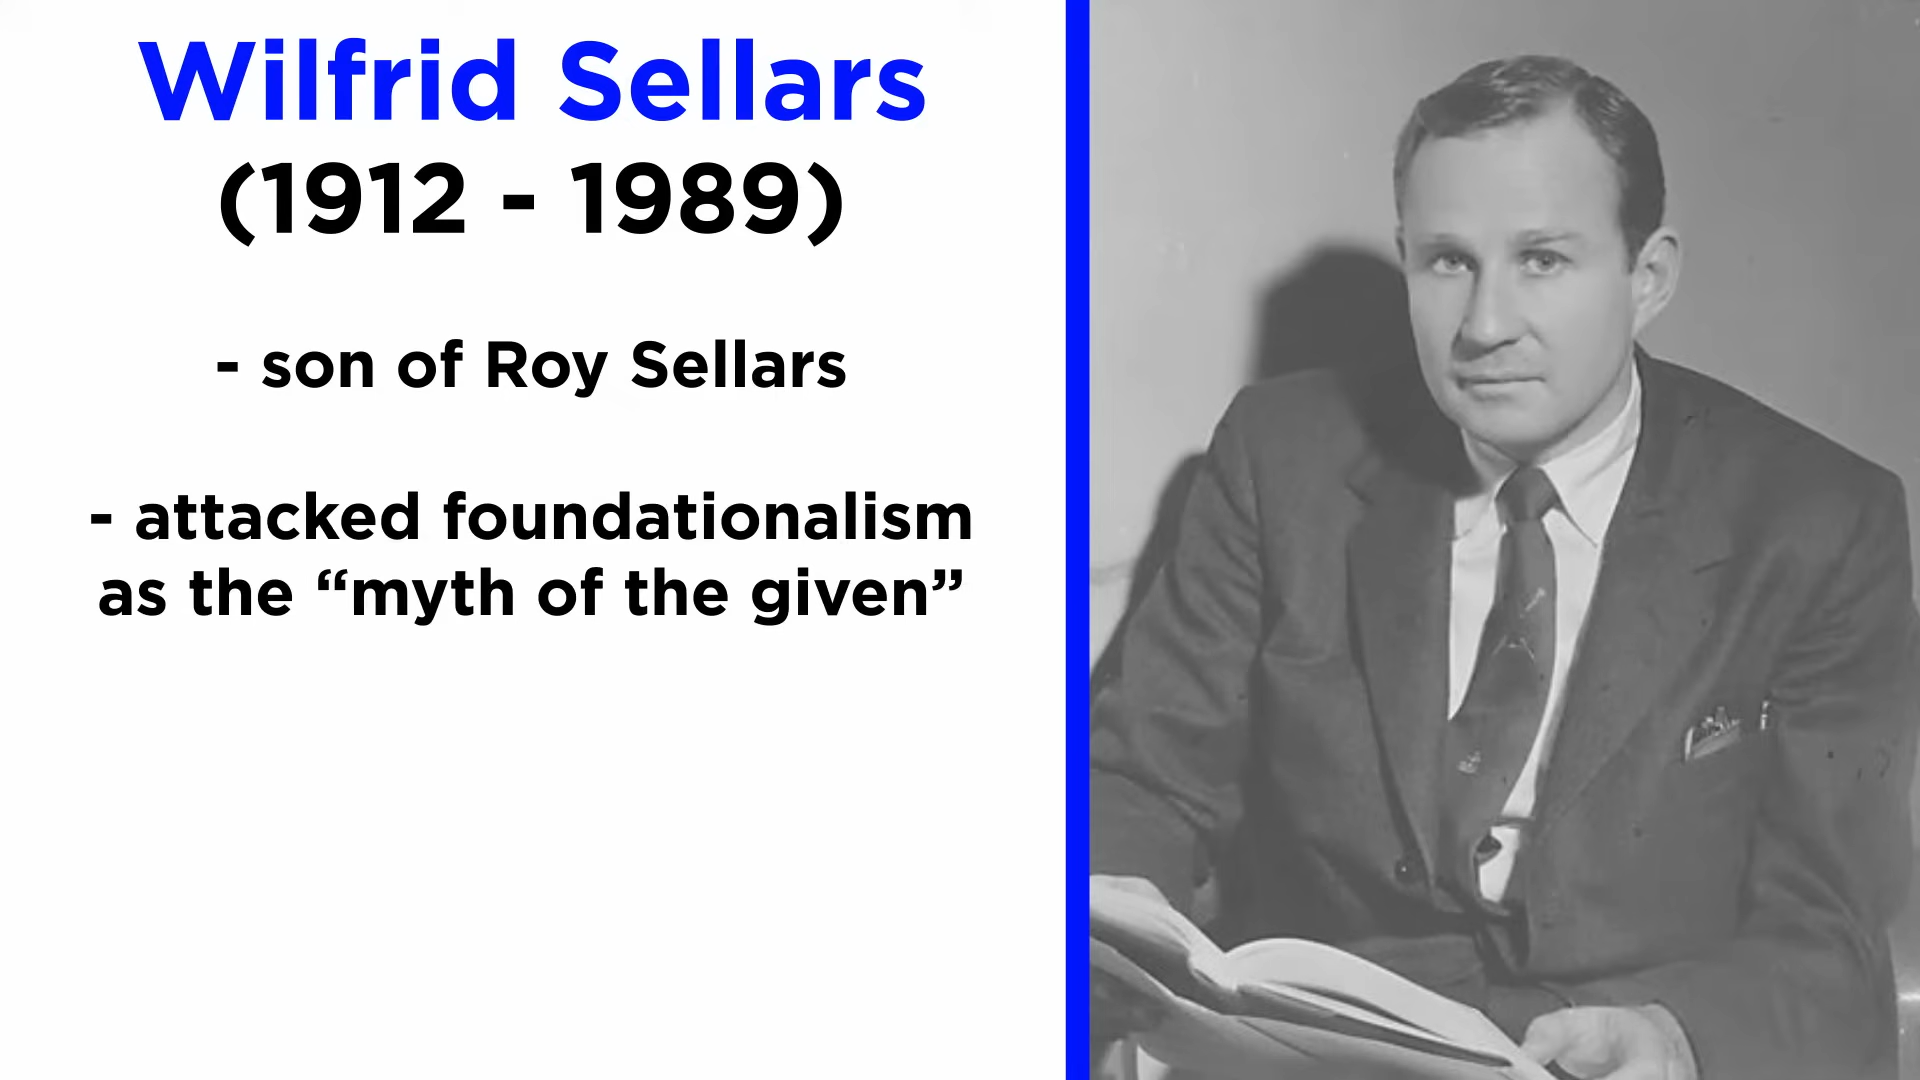 Wilfrid Sellars
(1912 - 1989)
- son of Roy Sellars
- attacked foundationalism
as the “myth of the given”